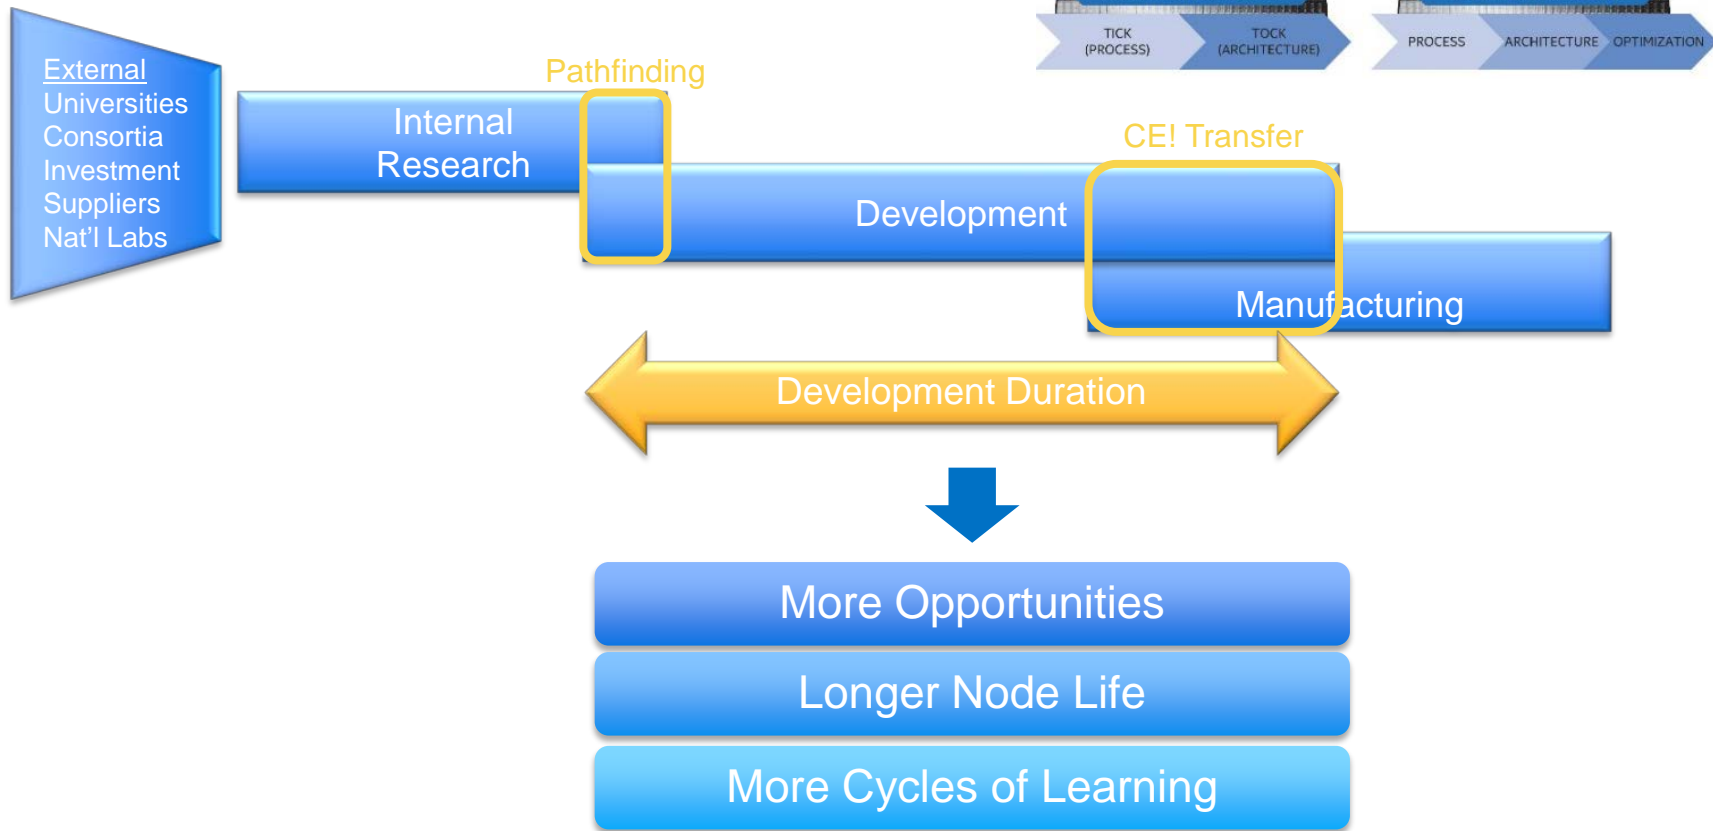 TICK
(PROCESS)
TOCK
(ARCHITECTURE)
PROCESS
ARCHITECTURE
OPTIMIZATION
External
Universities
Consortia
Investment
Suppliers
Nat'l Labs
Pathfinding
Internal
Research
CE! Transfer
Development
Manufacturing
Development Duration
More Opportunities
Longer Node Life
More Cycles of Learning